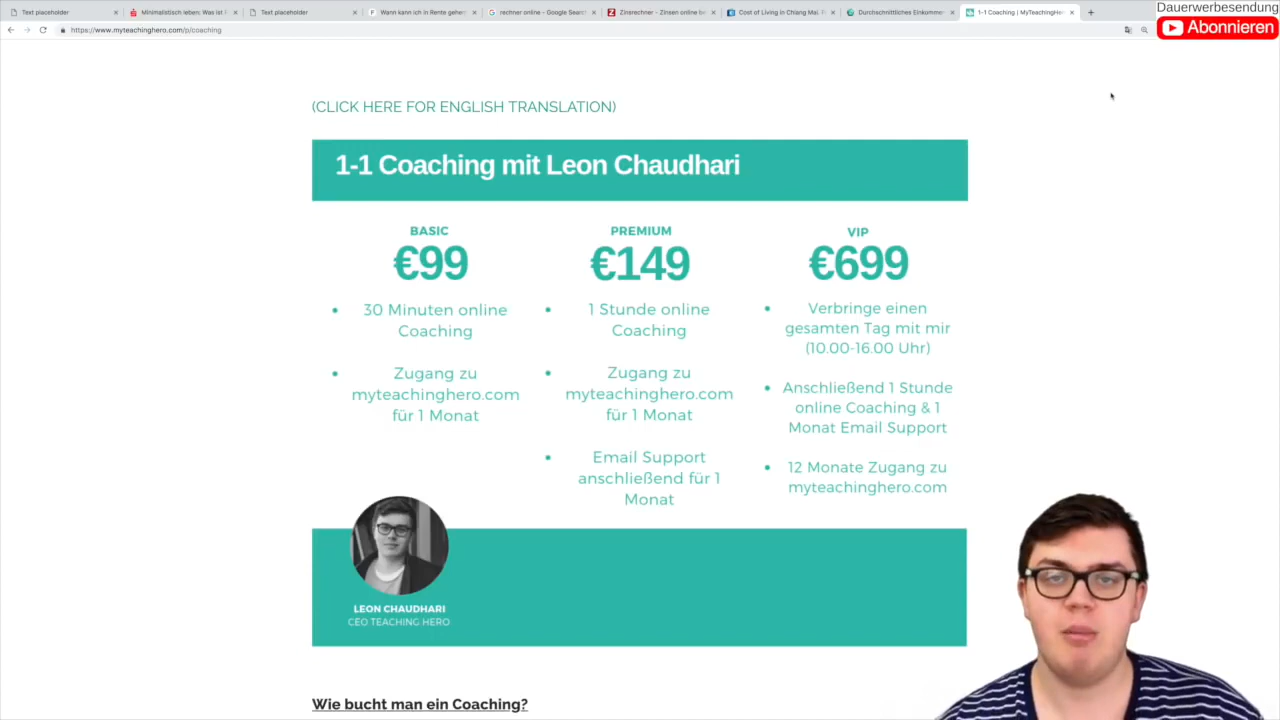 Text placeholder
Minimalistisch leben: Was ist
Text placeholder
Wann kann ich in Rente gehen
rechner online - Google Search
Zinsrechner - Zinsen online be
Cost of Living in Chiang Mai.
Durchschnittliches Einkommen
1-1 Coaching | MyTeachingHer
https://www.myteachinghero.com/p/coaching
Dauerwerbesendung
Abonnieren
(CLICK HERE FOR ENGLISH TRANSLATION)
1-1 Coaching mit Leon Chaudhari
BASIC
€99
30 Minuten online
Coaching
Zugang zu
myteachinghero.com
für 1 Monat
PREMIUM
€149
1 Stunde online
Coaching
Zugang zu
myteachinghero.com
für 1 Monat
Email Support
anschließend für 1
Monat
VIP
€699
Verbringe einen
gesamten Tag mit mir
(10.00-16.00 Uhr)
Anschließend 1 Stunde
online Coaching & 1
Monat Email Support
12 Monate Zugang zu
myteachinghero.com
LEON CHAUDHARI
CEO TEACHING HERO
Wie bucht man ein Coaching?